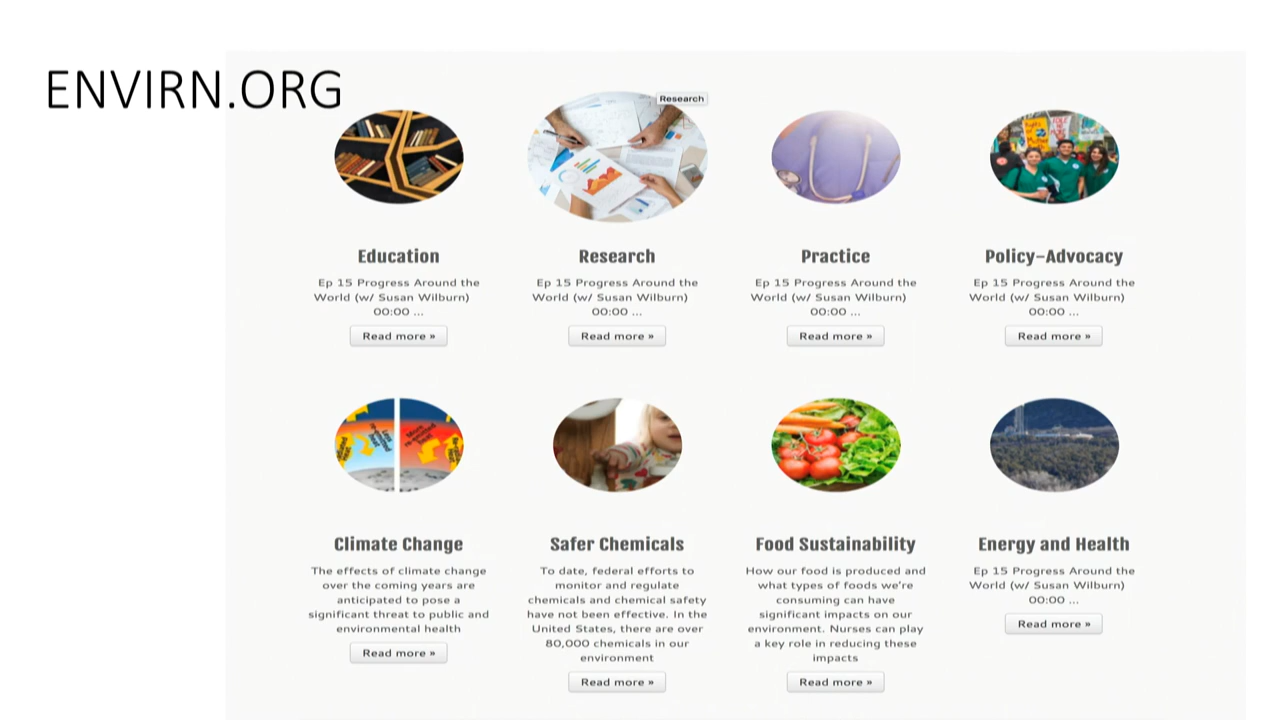 ENVIRN.ORG
Research
Education
Ep 15 Progress Around the
World (w/ Susan Wilburn)
00:00 ...
Read more »
Research
Ep 15 Progress Around the
World (w/ Susan Wilburn)
00:00 ...
Read more »
Practice
Ep 15 Progress Around the
World (w/ Susan Wilburn)
00:00 ...
Read more »
Policy-Advocacy
Ep 15 Progress Around the
World (w/ Susan Wilburn)
00:00 ...
Read more »
Climate Change
The effects of climate change
over the coming years are
anticipated to pose a
significant threat to public and
environmental health
Read more »
Safer Chemicals
To date, federal efforts to
monitor and regulate
chemicals and chemical safety
have not been effective. In the
United States, there are over
80,000 chemicals in our
environment
Read more »
Food Sustainability
How our food is produced and
what types of foods we're
consuming can have
significant impacts on our
environment. Nurses can play
a key role in reducing these
impacts
Read more »
Energy and Health
Ep 15 Progress Around the
World (w/ Susan Wilburn)
00:00 ...
Read more »